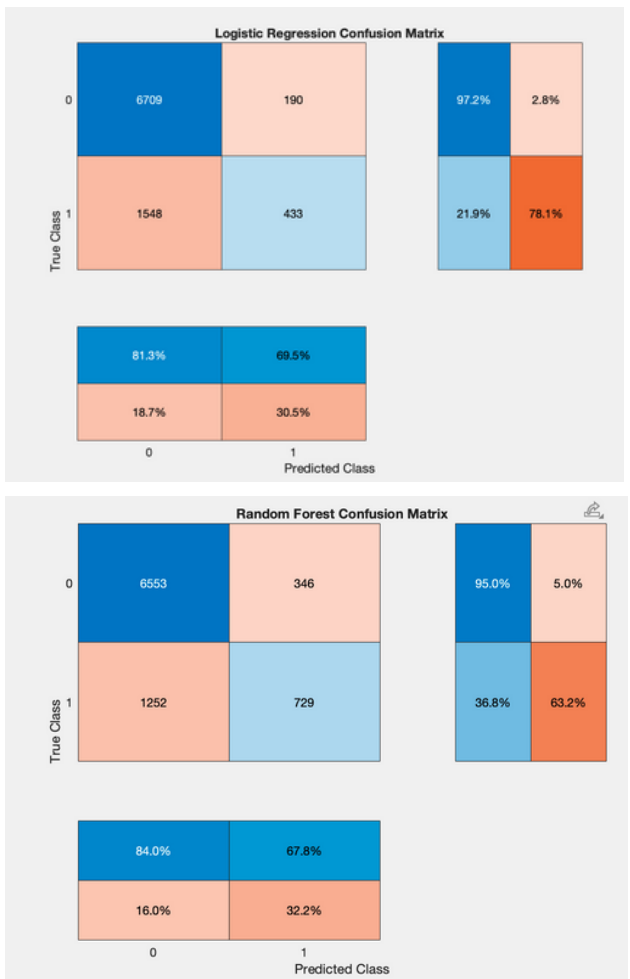 Logistic Regression Confusion Matrix
0 6709 190 97.2% 2.8%
1 1548 433 21.9% 78.1%
True Class
81.3% 69.5%
18.7% 30.5%
0 1
Predicted Class
Random Forest Confusion Matrix
0 6553 346 95.0% 5.0%
1 1252 729 36.8% 63.2%
True Class
84.0% 67.8%
16.0% 32.2%
0 1
Predicted Class